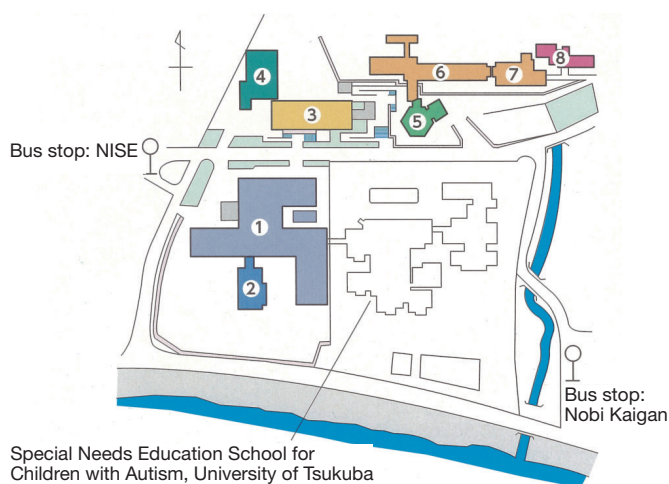 8
6
7
4
3
5
Bus stop: NISE
1
2
Bus stop:
Nobi Kaigan
Special Needs Education School for
Children with Autism, University of Tsukuba